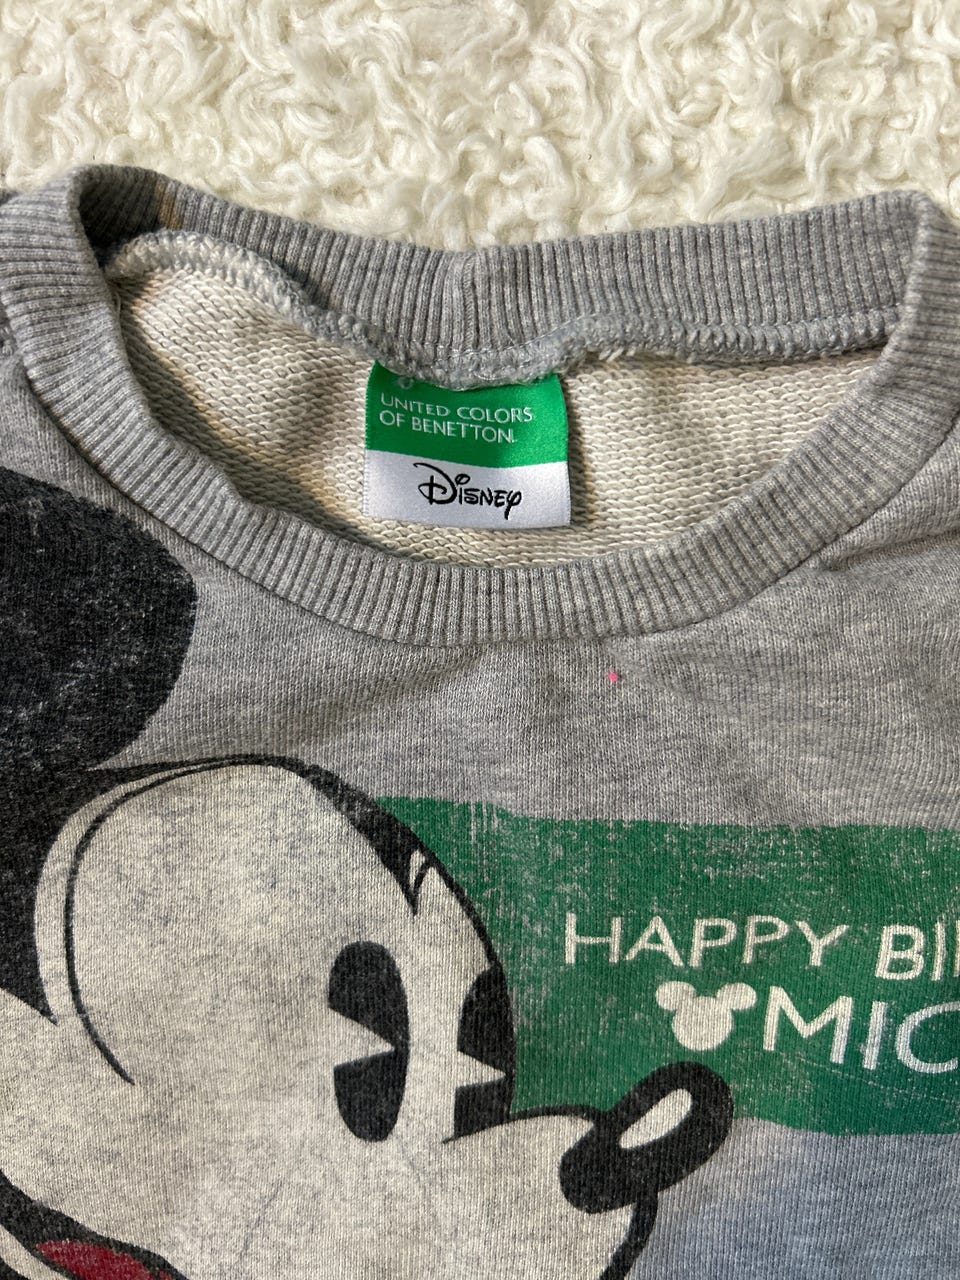 UNITED COLORS
OF BENETTON.
Disney
HAPPY BI
MIC